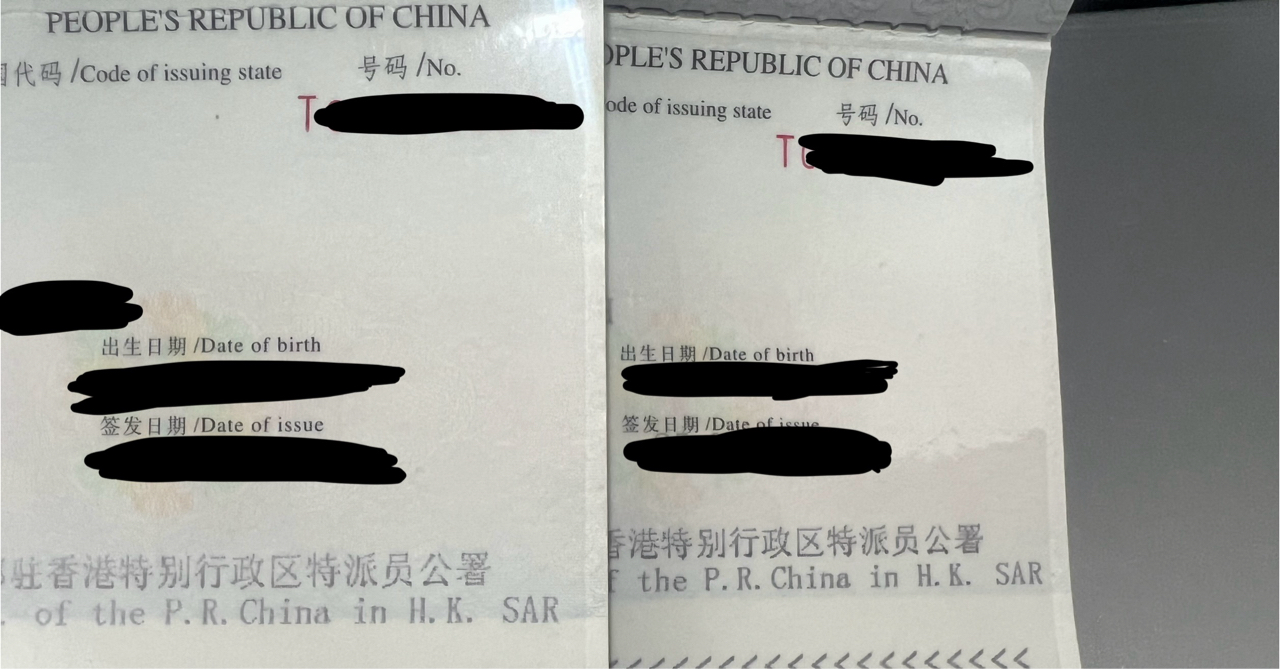 PEOPLE'S REPUBLIC OF CHINA
代码 /Code of issuing state 号码 /No.
T
出生日期 /Date of birth
签发日期 /Date of issue
驻香港特别行政区特派员公署
. of the P.R.China in H.K. SAR
OPLE'S REPUBLIC OF CHINA
ode of issuing state 号码 /No.
T
出生日期 /Date of birth
签发日期 /Date of issue
香港特别行政区特派员公署
f the P.R.China in H.K. SAR
<<<<<<<<<<<<<<<<<<<